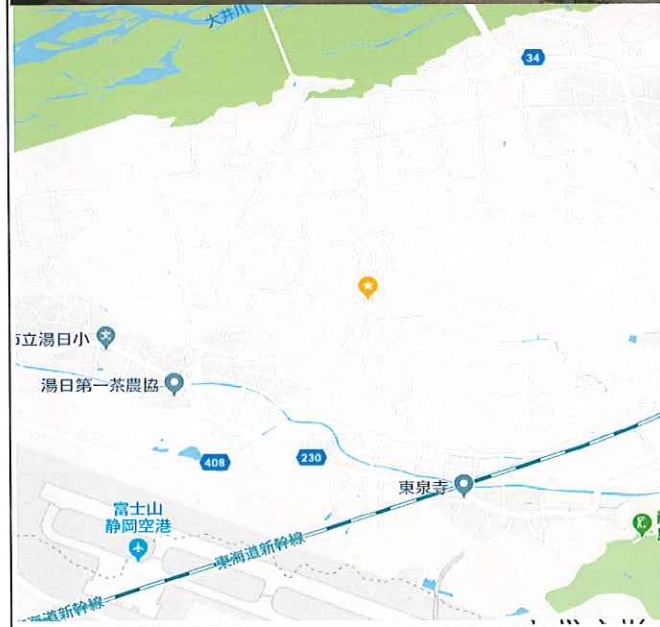 大井川
34
市立湯日小
湯日第一茶農協
408
230
東泉寺
富士山
静岡空港
東海道新幹線
東海道新幹線